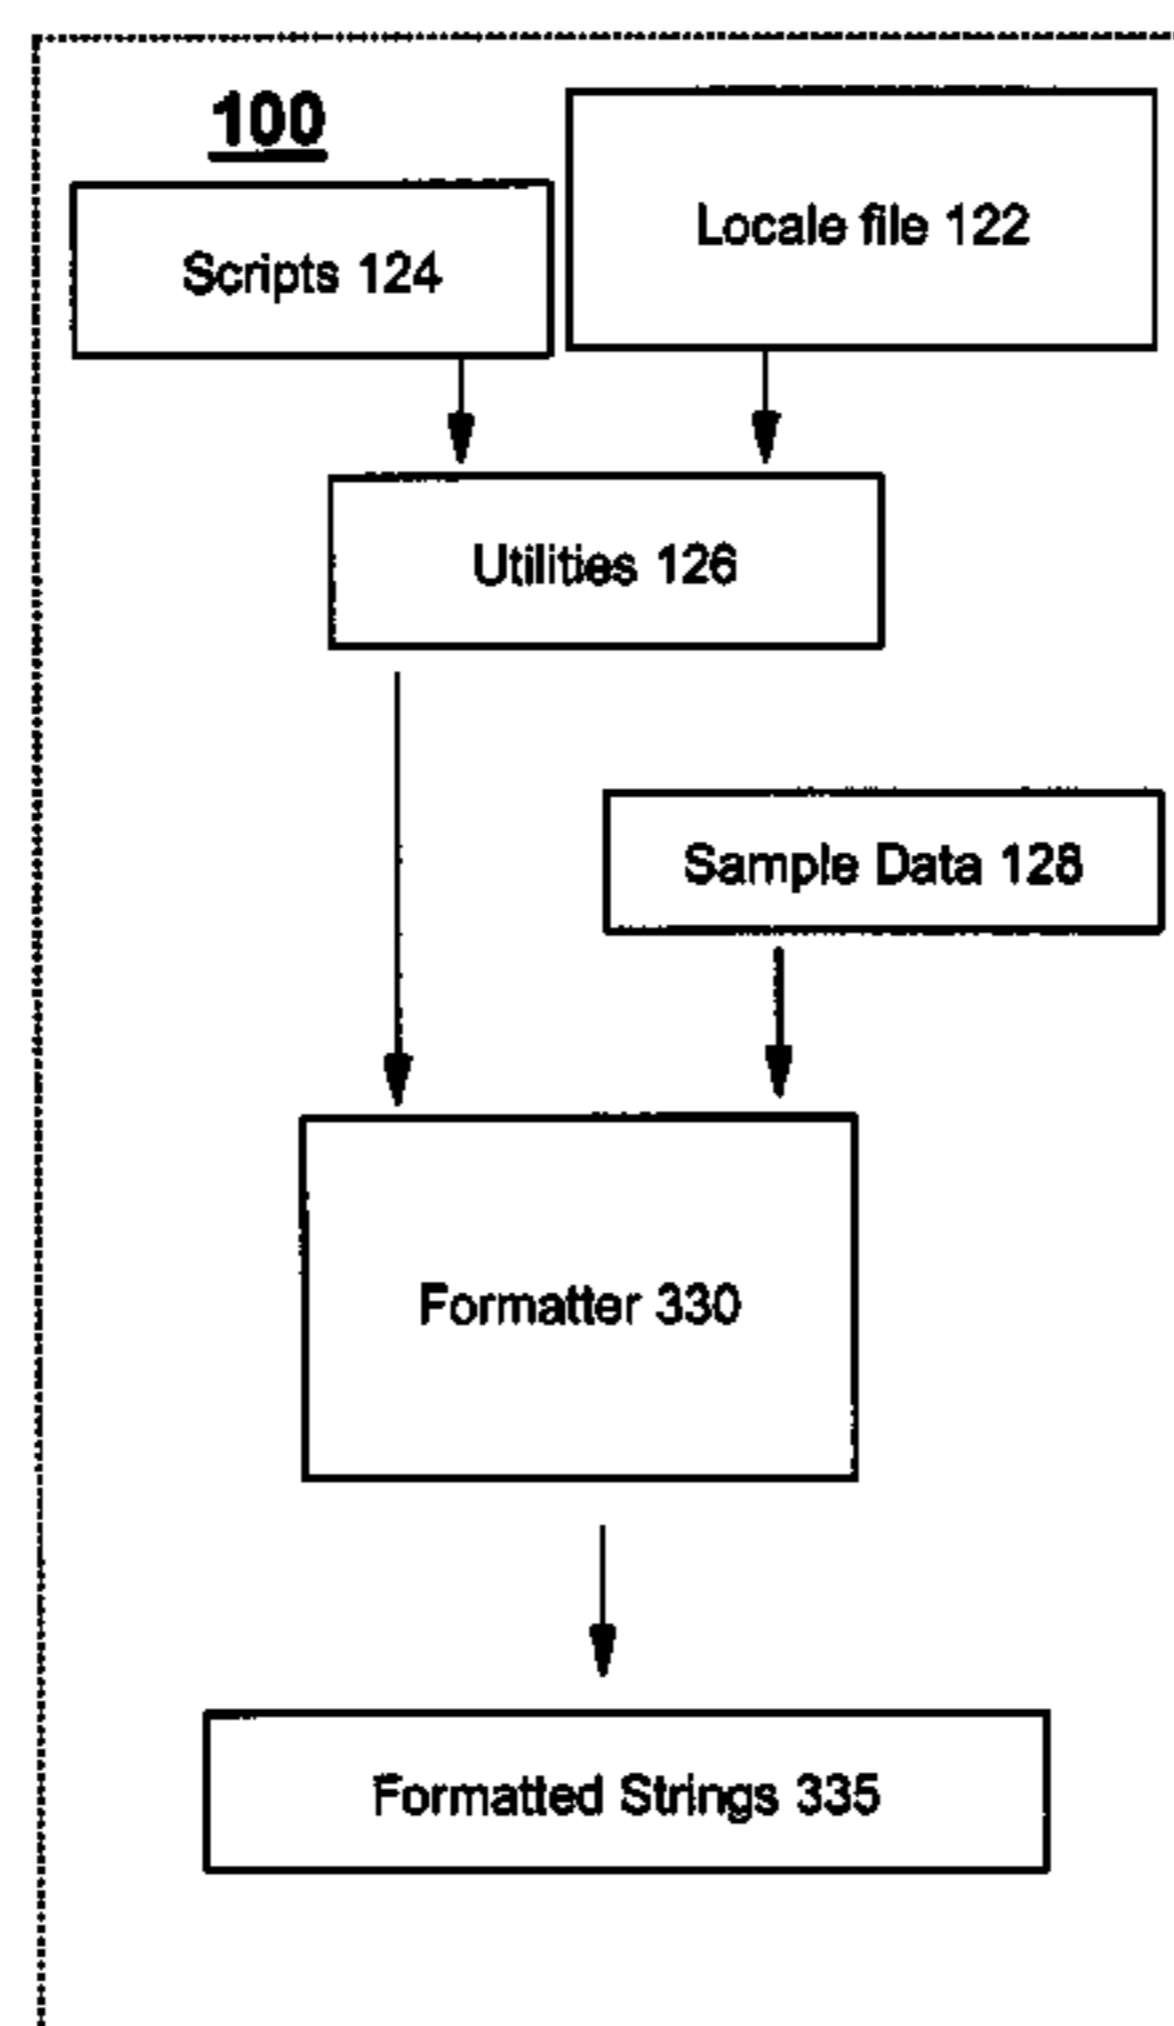 100
Locale file 122
Scripts 124
Utilities 126
Sample Data 128
Formatter 330
Formatted Strings 335